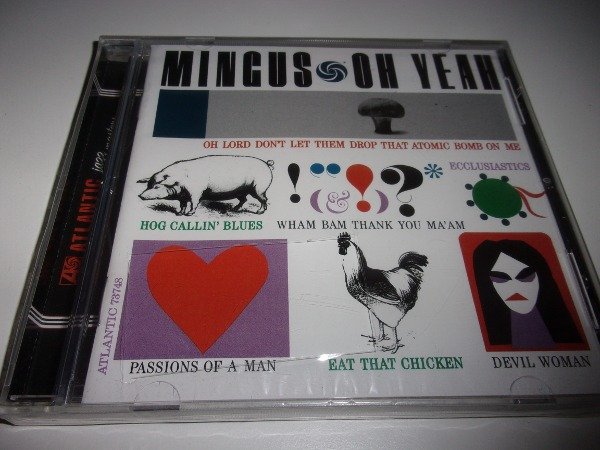 MINGUS OH YEAH
OH LORD DON'T LET THEM DROP THAT ATOMIC BOMB ON ME
ECCLUSIASTICS
!"(&)!?*
HOG CALLIN' BLUES
WHAM BAM THANK YOU MA'AM
PASSIONS OF A MAN
EAT THAT CHICKEN
DEVIL WOMAN
ATLANTIC 73748
ATLANTIC jazz